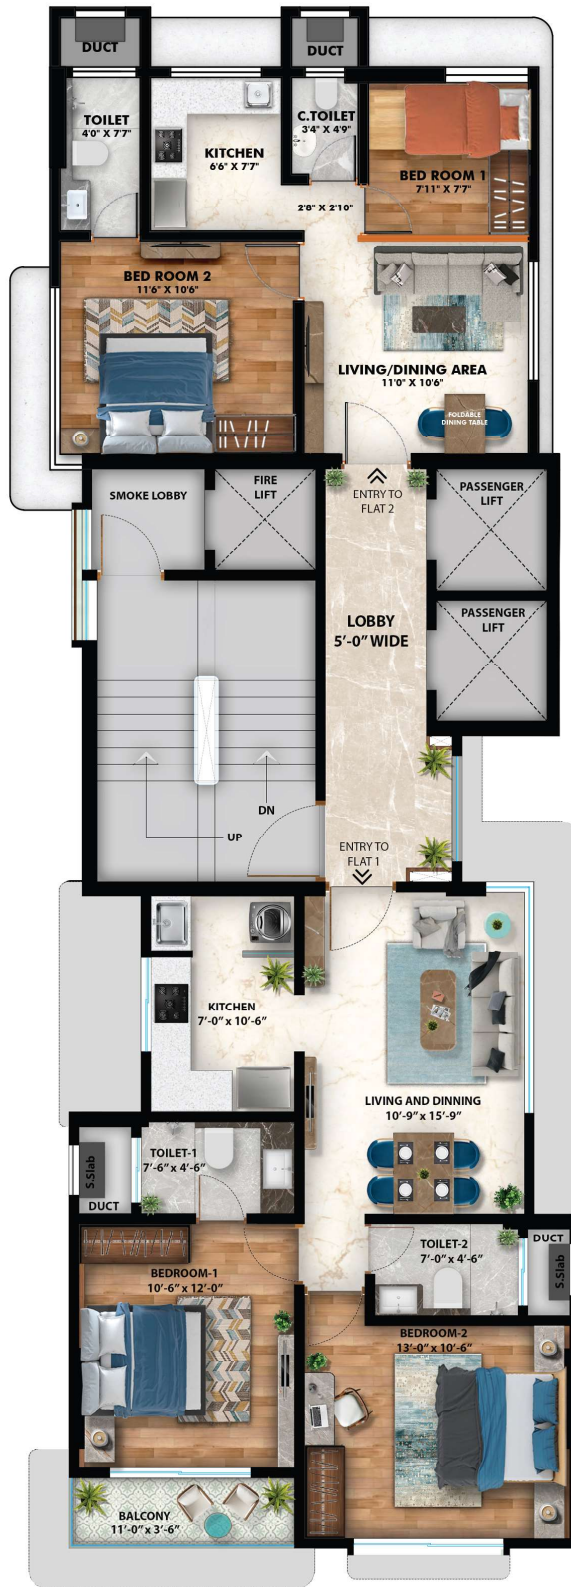 DUCT
DUCT
TOILET
4'0" X 7'7"
KITCHEN
6'6" X 7'7"
C.TOILET
3'4" X 4'9"
BED ROOM 1
7'11" X 7'7"
2'8" X 2'10"
BED ROOM 2
11'6" X 10'6"
LIVING/DINING AREA
11'0" X 10'6"
FOLDABLE
DINING TABLE
SMOKE LOBBY
FIRE
LIFT
ENTRY TO
FLAT 2
PASSENGER
LIFT
LOBBY
5'-0" WIDE
PASSENGER
LIFT
DN
UP
ENTRY TO
FLAT 1
KITCHEN
7'-0" x 10'-6"
LIVING AND DINNING
10'-9" x 15'-9"
TOILET-1
7'-6" x 4'-6"
S.Slab
DUCT
TOILET-2
7'-0" x 4'-6"
DUCT
S.Slab
BEDROOM-1
10'-6" x 12'-0"
BEDROOM-2
13'-0" x 10'-6"
BALCONY
11'-0" x 3'-6"